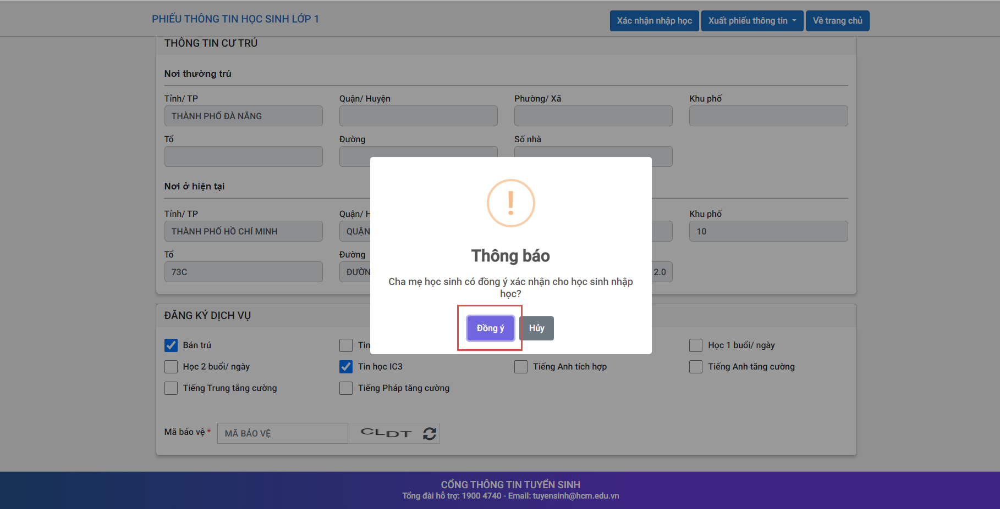 PHIẾU THÔNG TIN HỌC SINH LỚP 1
Xác nhận nhập học
Xuất phiếu thông tin
Về trang chủ
THÔNG TIN CƯ TRÚ
Nơi thường trú
Tỉnh/ TP
Quận/ Huyện
Phường/ Xã
Khu phố
THÀNH PHỐ ĐÀ NẴNG
Tổ
Đường
Số nhà
Nơi ở hiện tại
Tỉnh/ TP
Quận/ H
Khu phố
THÀNH PHỐ HỒ CHÍ MINH
QUẬN
10
Tổ
Đường
73C
ĐƯỜN
2.0
!
Thông báo
Cha mẹ học sinh có đồng ý xác nhận cho học sinh nhập
học?
Đồng ý
Hủy
ĐĂNG KÝ DỊCH VỤ
Bán trú
Tin
Học 1 buổi/ ngày
Học 2 buổi/ ngày
Tin học IC3
Tiếng Anh tích hợp
Tiếng Anh tăng cường
Tiếng Trung tăng cường
Tiếng Pháp tăng cường
Mã bảo vệ *
MÃ BẢO VỆ
CLDT
CỔNG THÔNG TIN TUYỂN SINH
Tổng đài hỗ trợ: 1900 4740 - Email: tuyensinh@hcm.edu.vn